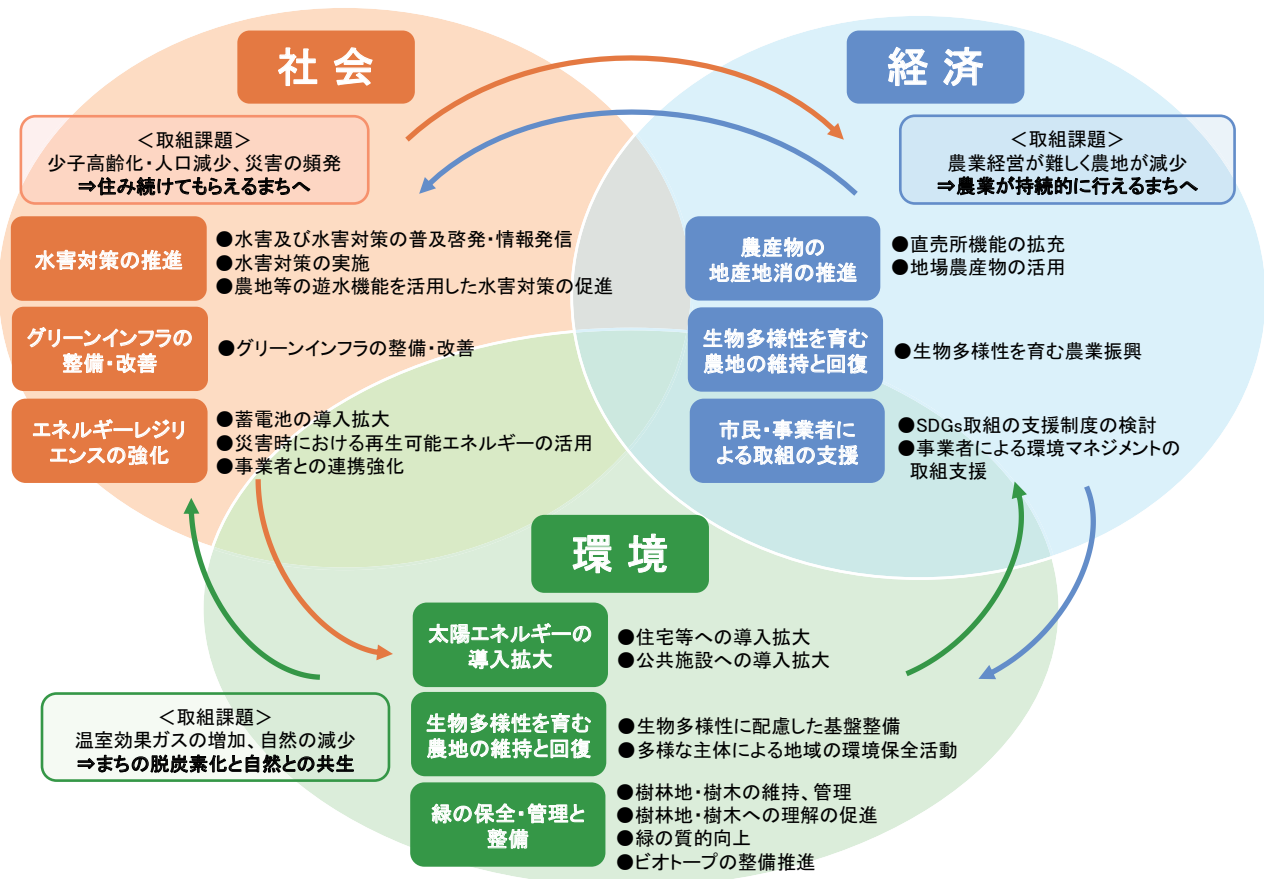 社会
<取組課題>
少子高齢化・人口減少、災害の頻発
⇒住み続けてもらえるまちへ
水害対策の推進
●水害及び水害対策の普及啓発・情報発信
●水害対策の実施
●農地等の遊水機能を活用した水害対策の促進
グリーンインフラの
整備・改善
●グリーンインフラの整備・改善
エネルギーレジリ
エンスの強化
●蓄電池の導入拡大
●災害時における再生可能エネルギーの活用
●事業者との連携強化
経済
<取組課題>
農業経営が難しく農地が減少
⇒農業が持続的に行えるまちへ
農産物の
地産地消の推進
●直売所機能の拡充
●地場農産物の活用
生物多様性を育む
農地の維持と回復
●生物多様性を育む農業振興
市民・事業者に
よる取組の支援
●SDGs取組の支援制度の検討
●事業者による環境マネジメントの
取組支援
環境
<取組課題>
温室効果ガスの増加、自然の減少
⇒まちの脱炭素化と自然との共生
太陽エネルギーの
導入拡大
●住宅等への導入拡大
●公共施設への導入拡大
生物多様性を育む
農地の維持と回復
●生物多様性に配慮した基盤整備
●多様な主体による地域の環境保全活動
緑の保全・管理と
整備
●樹林地・樹木の維持、管理
●樹林地・樹木への理解の促進
●緑の質的向上
●ビオトープの整備推進